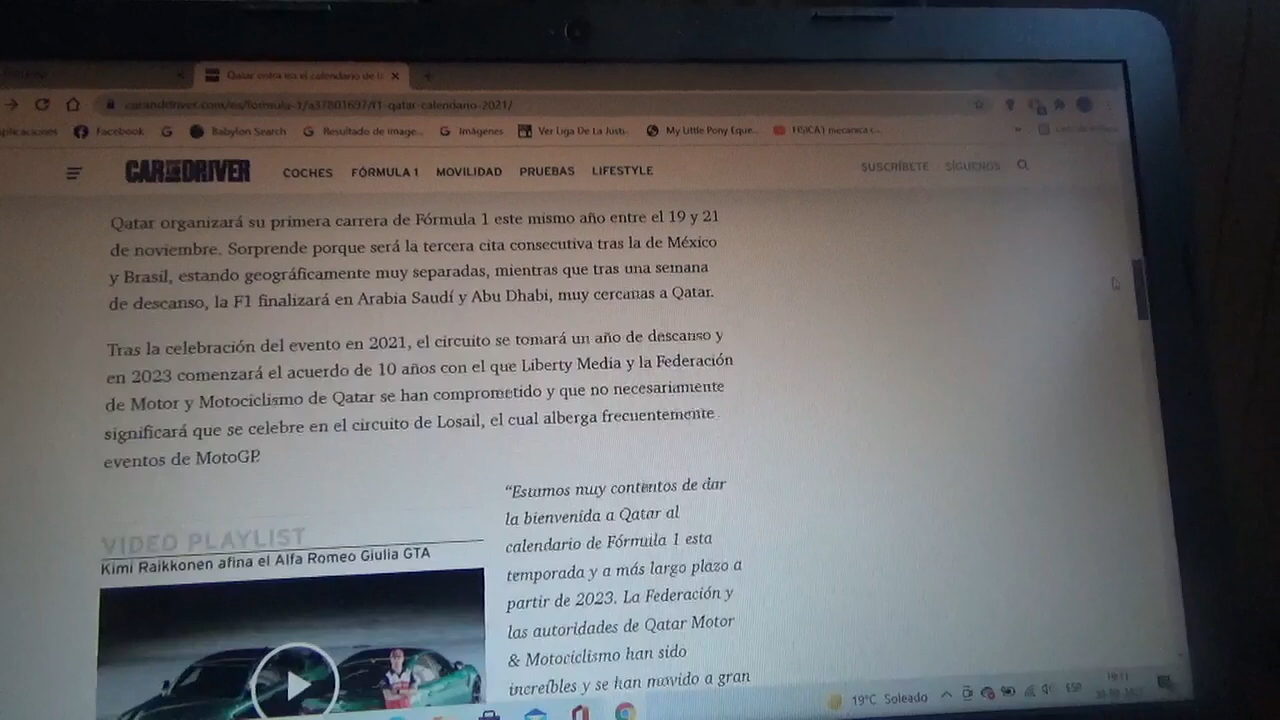 Qatar entra en el calendario de l
caranddriver.com/es/formula-1/a37801697/f1-qatar-calendario-2021/
Facebook G Babylon Search Resultado de image... Imágenes Ver Liga De La Justi... My Little Pony Eque... FISICA | mecanica c...
CAR AND DRIVER COCHES FÓRMULA 1 MOVILIDAD PRUEBAS LIFESTYLE SUSCRÍBETE SÍGUENOS
Qatar organizará su primera carrera de Fórmula 1 este mismo año entre el 19 y 21
de noviembre. Sorprende porque será la tercera cita consecutiva tras la de México
y Brasil, estando geográficamente muy separadas, mientras que tras una semana
de descanso, la F1 finalizará en Arabia Saudí y Abu Dhabi, muy cercanas a Qatar.
Tras la celebración del evento en 2021, el circuito se tomará un año de descanso y
en 2023 comenzará el acuerdo de 10 años con el que Liberty Media y la Federación
de Motor y Motociclismo de Qatar se han comprometido y que no necesariamente
significará que se celebre en el circuito de Losail, el cual alberga frecuentemente
eventos de MotoGP.
VIDEO PLAYLIST
Kimi Raikkonen afina el Alfa Romeo Giulia GTA
“Estamos muy contentos de dar
la bienvenida a Qatar al
calendario de Fórmula 1 esta
temporada y a más largo plazo a
partir de 2023. La Federación y
las autoridades de Qatar Motor
& Motociclismo han sido
increíbles y se han movido a gran
19°C Soleado ESP 19:11